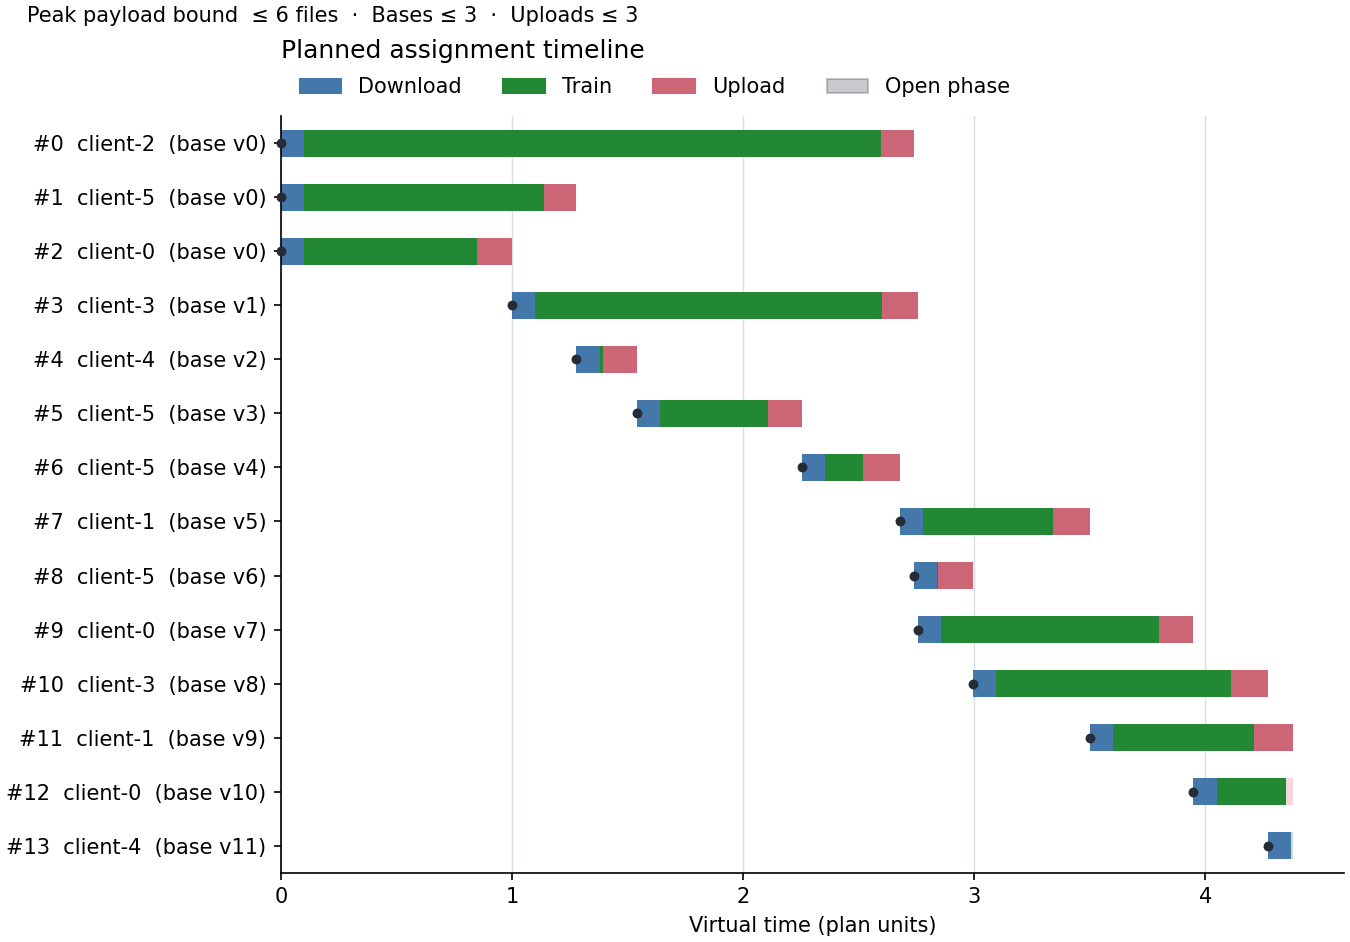 Peak payload bound ≤ 6 files · Bases ≤ 3 · Uploads ≤ 3
Planned assignment timeline
Download Train Upload Open phase
#0 client-2 (base v0)
#1 client-5 (base v0)
#2 client-0 (base v0)
#3 client-3 (base v1)
#4 client-4 (base v2)
#5 client-5 (base v3)
#6 client-5 (base v4)
#7 client-1 (base v5)
#8 client-5 (base v6)
#9 client-0 (base v7)
#10 client-3 (base v8)
#11 client-1 (base v9)
#12 client-0 (base v10)
#13 client-4 (base v11)
0 1 2 3 4
Virtual time (plan units)